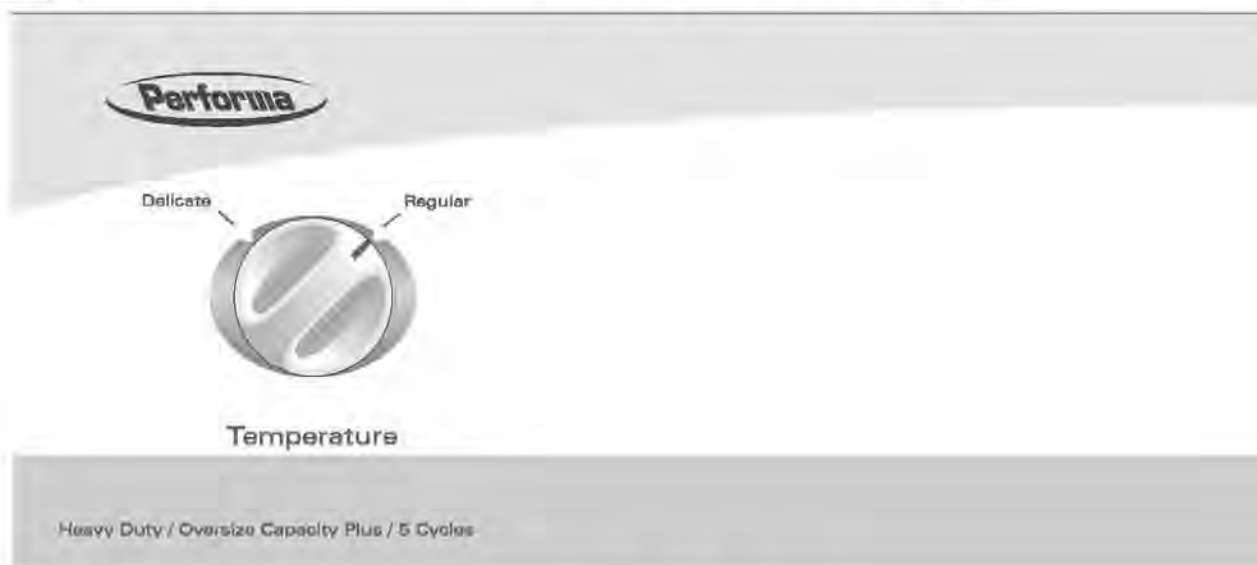 Performa
Delicate
Regular
Temperature
Heavy Duty / Oversize Capacity Plus / 5 Cycles